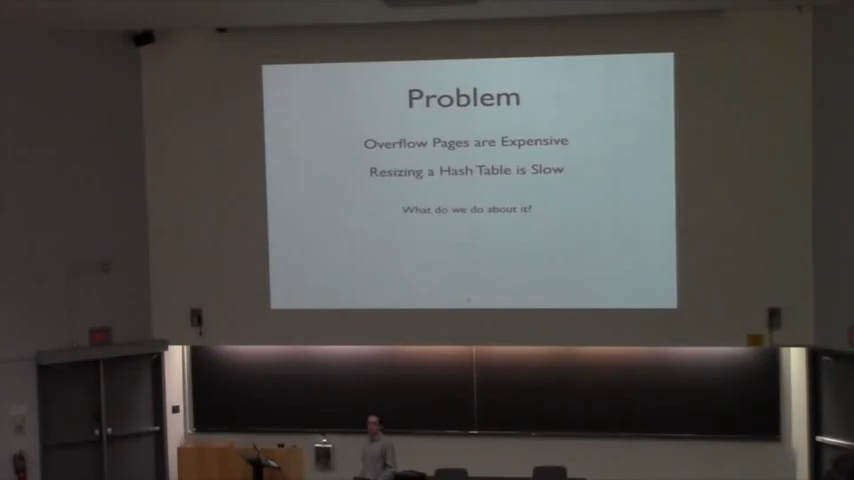 Problem
Overflow Pages are Expensive
Resizing a Hash Table is Slow
What do we do about it?